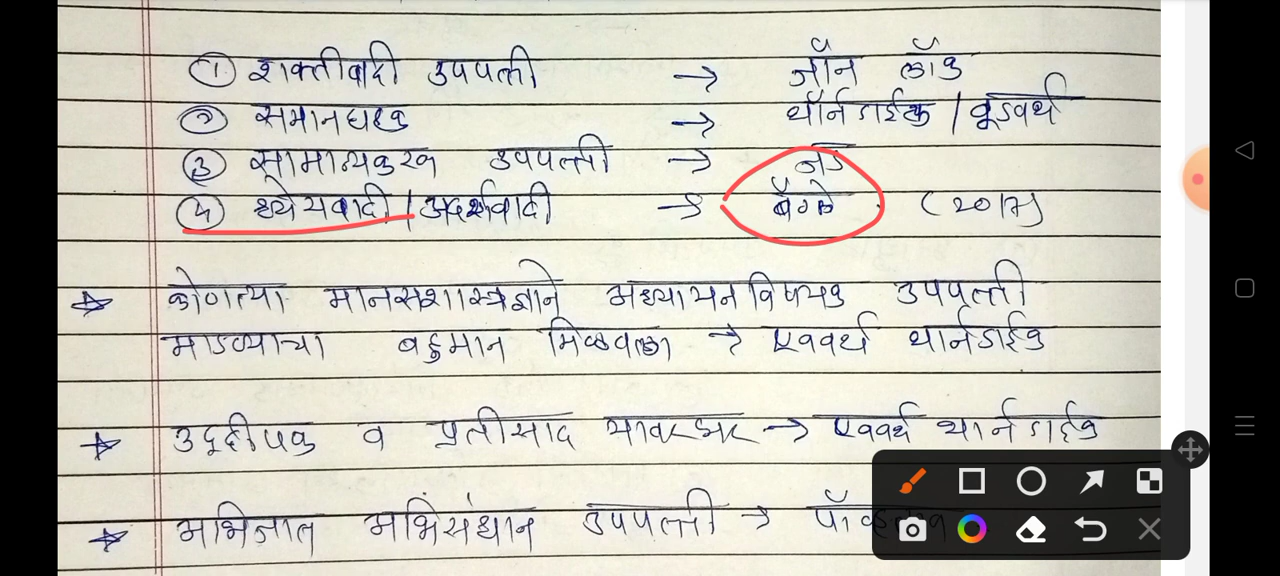 ① शक्तीवादी उपपत्ती → जॉन लॉक
② समानघटक → थॉर्नडाईक / वूडवर्थ
③ सामान्यकरण उपपत्ती → जड
④ ध्येयवादी / आदर्शवादी → बॅगले (2017)
☆ कोणत्या मानसशास्त्रज्ञाने अध्यायनविषयक उपपत्ती
मांडण्याचा बहुमान मिळवला → एडवर्थ थार्नडाईक
☆ उद्दीपक व प्रतीसाद यावरभर → एडवर्थ थार्नडाईक
☆ अभिजात अभिसंधान उपपत्ती →